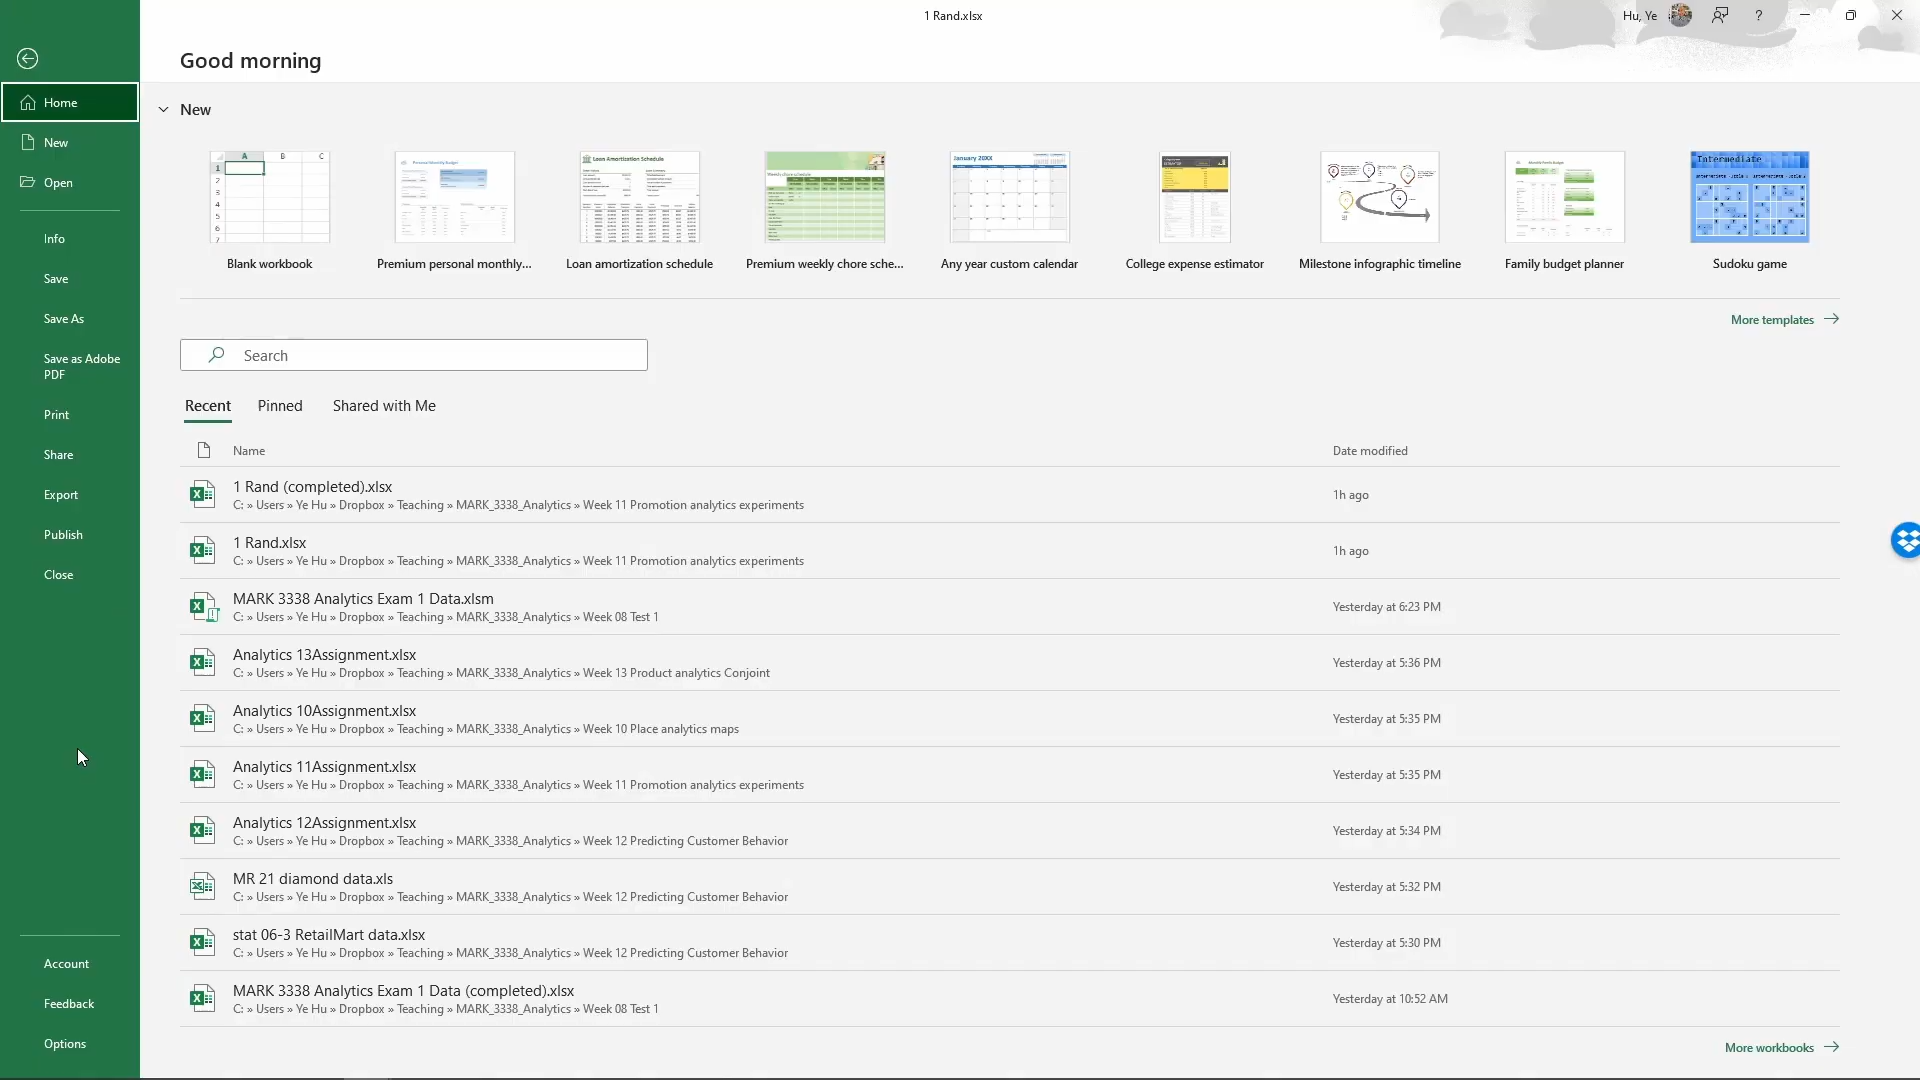 1 Rand.xlsx
Hu, Ye
?
Good morning
Home
New
Open
Info
Save
Save As
Save as Adobe
PDF
Print
Share
Export
Publish
Close
Account
Feedback
Options
New
A B C
1
2
3
4
5
6
7
Loan Amortization Schedule
January 20XX
Intermediate
Blank workbook
Premium personal monthly...
Loan amortization schedule
Premium weekly chore sche...
Any year custom calendar
College expense estimator
Milestone infographic timeline
Family budget planner
Sudoku game
More templates
Search
Recent Pinned Shared with Me
Name Date modified
1 Rand (completed).xlsx
C: » Users » Ye Hu » Dropbox » Teaching » MARK_3338_Analytics » Week 11 Promotion analytics experiments
1h ago
1 Rand.xlsx
C: » Users » Ye Hu » Dropbox » Teaching » MARK_3338_Analytics » Week 11 Promotion analytics experiments
1h ago
MARK 3338 Analytics Exam 1 Data.xlsm
C: » Users » Ye Hu » Dropbox » Teaching » MARK_3338_Analytics » Week 08 Test 1
Yesterday at 6:23 PM
Analytics 13Assignment.xlsx
C: » Users » Ye Hu » Dropbox » Teaching » MARK_3338_Analytics » Week 13 Product analytics Conjoint
Yesterday at 5:36 PM
Analytics 10Assignment.xlsx
C: » Users » Ye Hu » Dropbox » Teaching » MARK_3338_Analytics » Week 10 Place analytics maps
Yesterday at 5:35 PM
Analytics 11Assignment.xlsx
C: » Users » Ye Hu » Dropbox » Teaching » MARK_3338_Analytics » Week 11 Promotion analytics experiments
Yesterday at 5:35 PM
Analytics 12Assignment.xlsx
C: » Users » Ye Hu » Dropbox » Teaching » MARK_3338_Analytics » Week 12 Predicting Customer Behavior
Yesterday at 5:34 PM
MR 21 diamond data.xls
C: » Users » Ye Hu » Dropbox » Teaching » MARK_3338_Analytics » Week 12 Predicting Customer Behavior
Yesterday at 5:32 PM
stat 06-3 RetailMart data.xlsx
C: » Users » Ye Hu » Dropbox » Teaching » MARK_3338_Analytics » Week 12 Predicting Customer Behavior
Yesterday at 5:30 PM
MARK 3338 Analytics Exam 1 Data (completed).xlsx
C: » Users » Ye Hu » Dropbox » Teaching » MARK_3338_Analytics » Week 08 Test 1
Yesterday at 10:52 AM
More workbooks